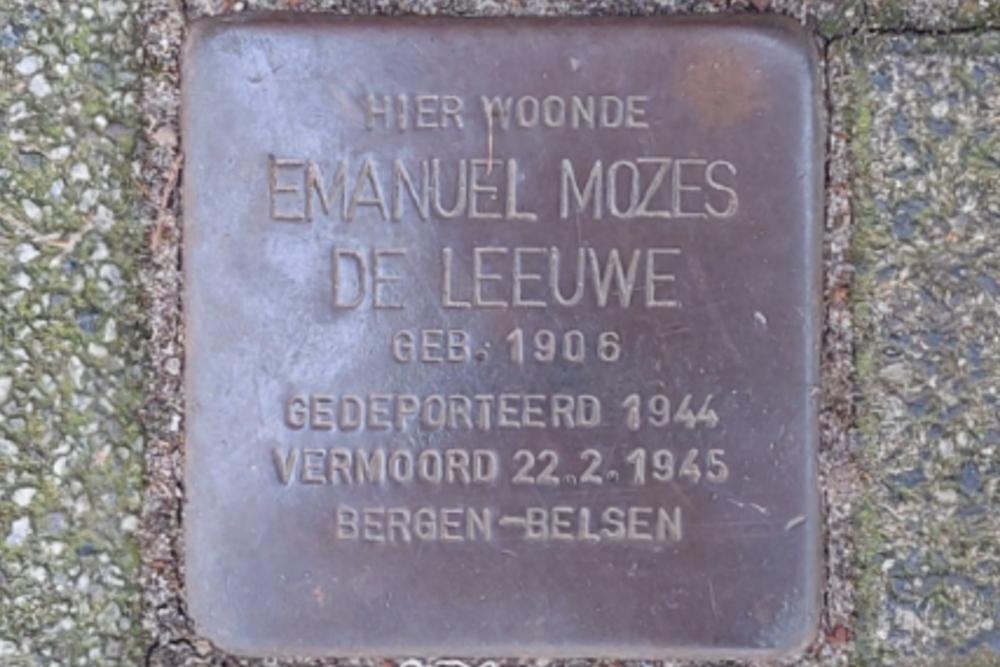 HIER WOONDE
EMANUEL MOZES
DE LEEUWE
GEB. 1906
GEDEPORTEERD 1944
VERMOORD 22.2.1945
BERGEN-BELSEN